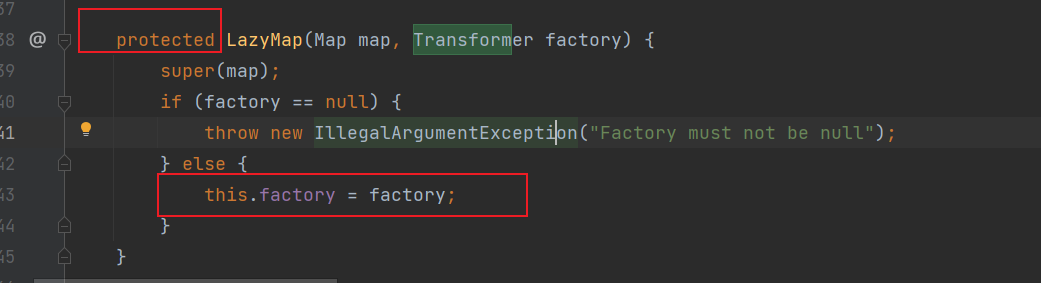 37
38 @ protected LazyMap(Map map, Transformer factory) {
39 super(map);
40 if (factory == null) {
41 throw new IllegalArgumentException("Factory must not be null");
42 } else {
43 this.factory = factory;
44 }
45 }